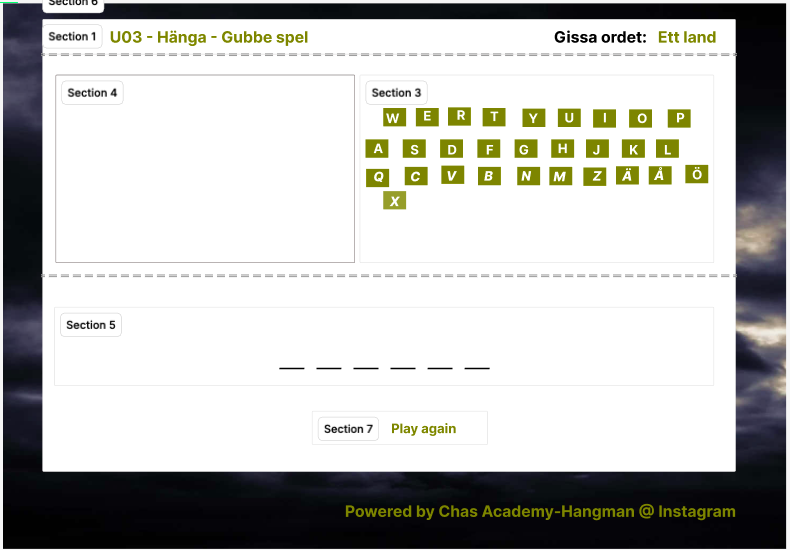 Section 6
Section 1 U03 - Hänga - Gubbe spel Gissa ordet: Ett land
Section 4
Section 3
W E R T Y U I O P
A S D F G H J K L
Q C V B N M Z Ä Å Ö
X
Section 5
Section 7 Play again
Powered by Chas Academy-Hangman @ Instagram